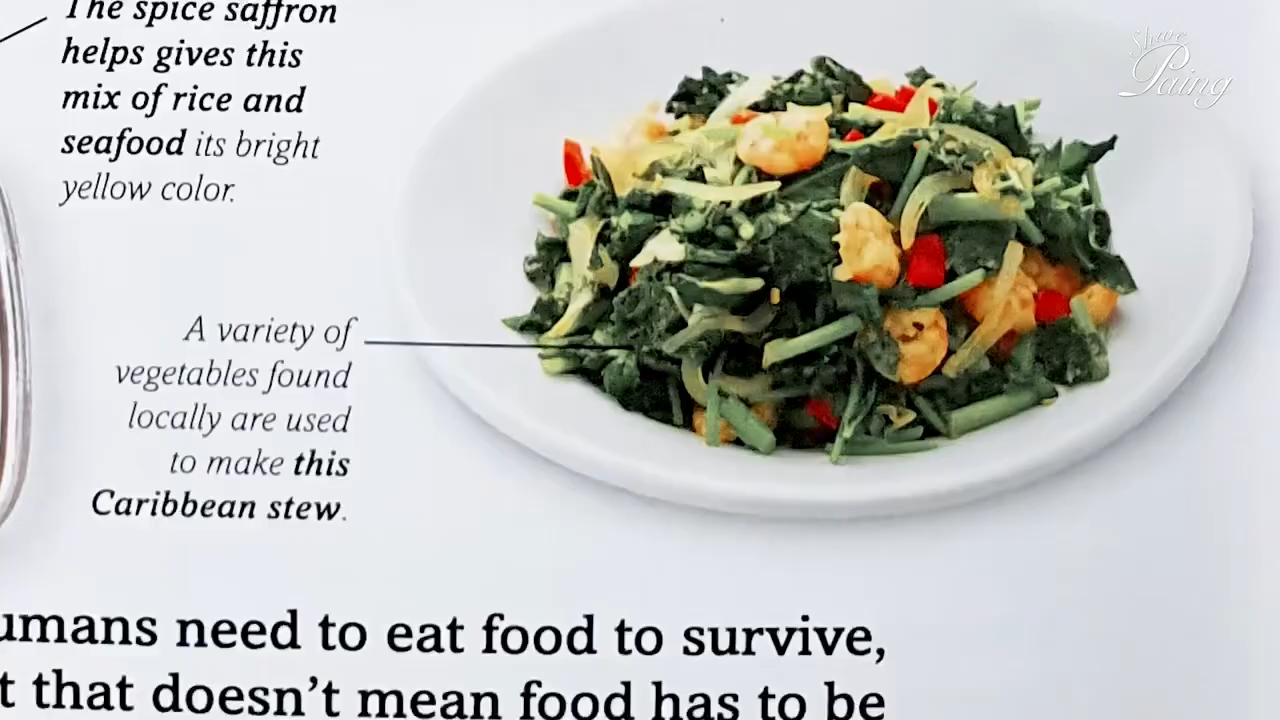 The spice saffron
helps gives this
mix of rice and
seafood its bright
yellow color.
A variety of
vegetables found
locally are used
to make this
Caribbean stew.
umans need to eat food to survive,
t that doesn't mean food has to be
Shwe
Paing